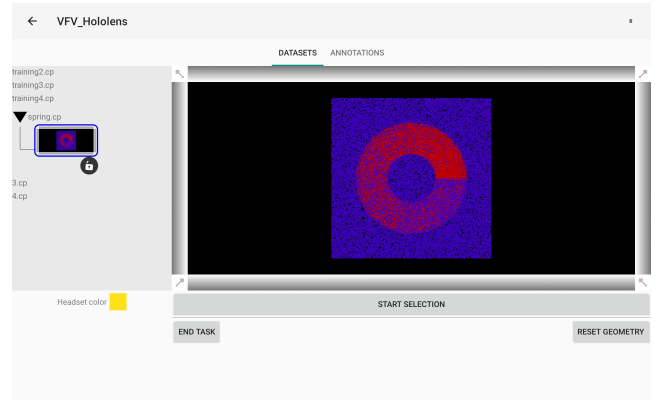 VFV_Hololens
DATASETS ANNOTATIONS
training2.cp
training3.cp
training4.cp
spring.cp
3.cp
4.cp
Headset color
START SELECTION
END TASK
RESET GEOMETRY